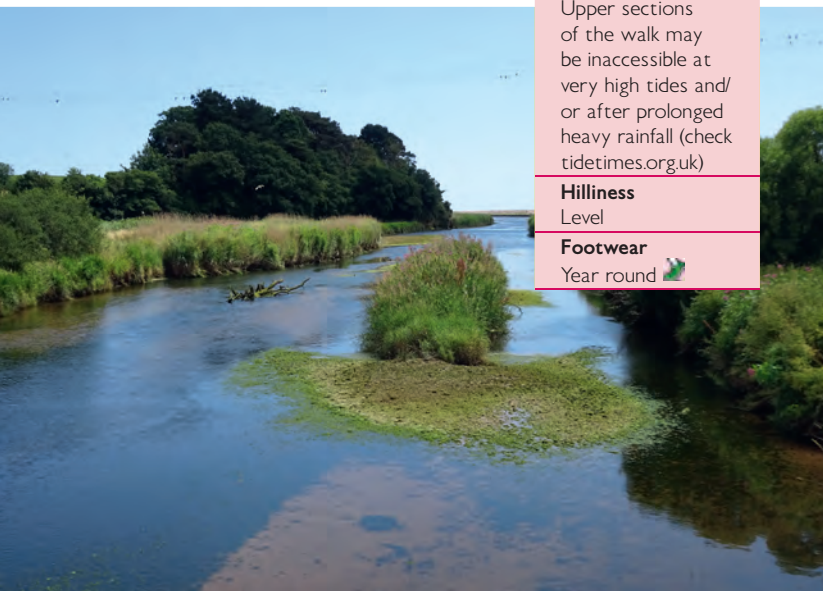 Upper sections
of the walk may
be inaccessible at
very high tides and/
or after prolonged
heavy rainfall (check
tidetimes.org.uk)
Hilliness
Level
Footwear
Year round